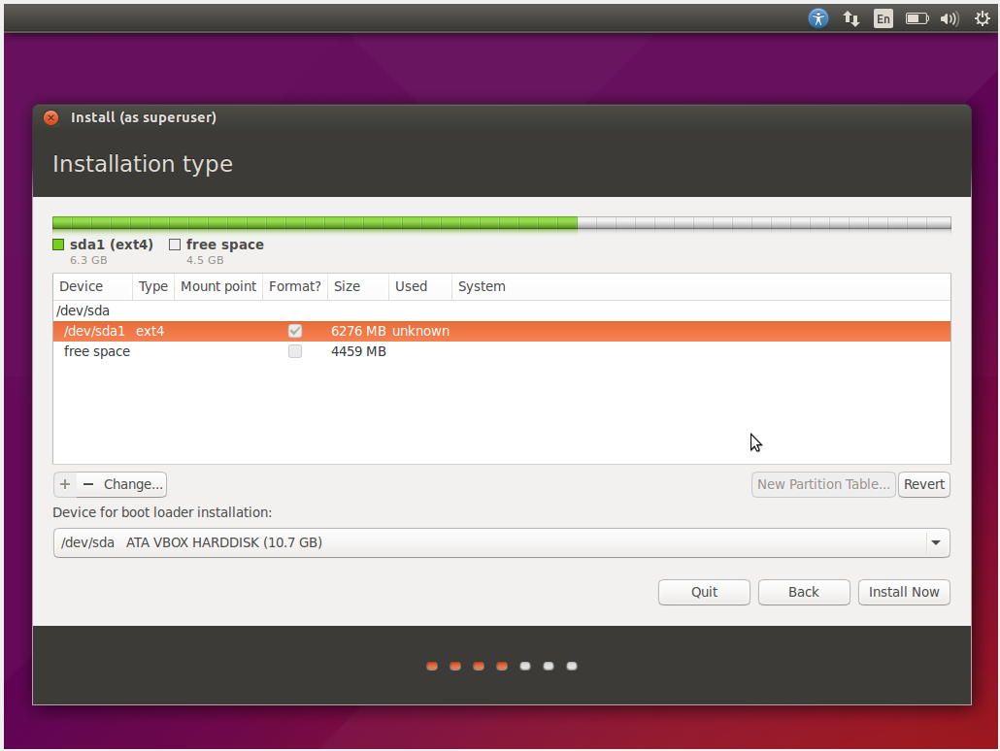 En
Install (as superuser)
Installation type
sda1 (ext4) free space
6.3 GB 4.5 GB
Device Type Mount point Format? Size Used System
/dev/sda
/dev/sda1 ext4 6276 MB unknown
free space 4459 MB
+ − Change... New Partition Table... Revert
Device for boot loader installation:
/dev/sda ATA VBOX HARDDISK (10.7 GB)
Quit Back Install Now